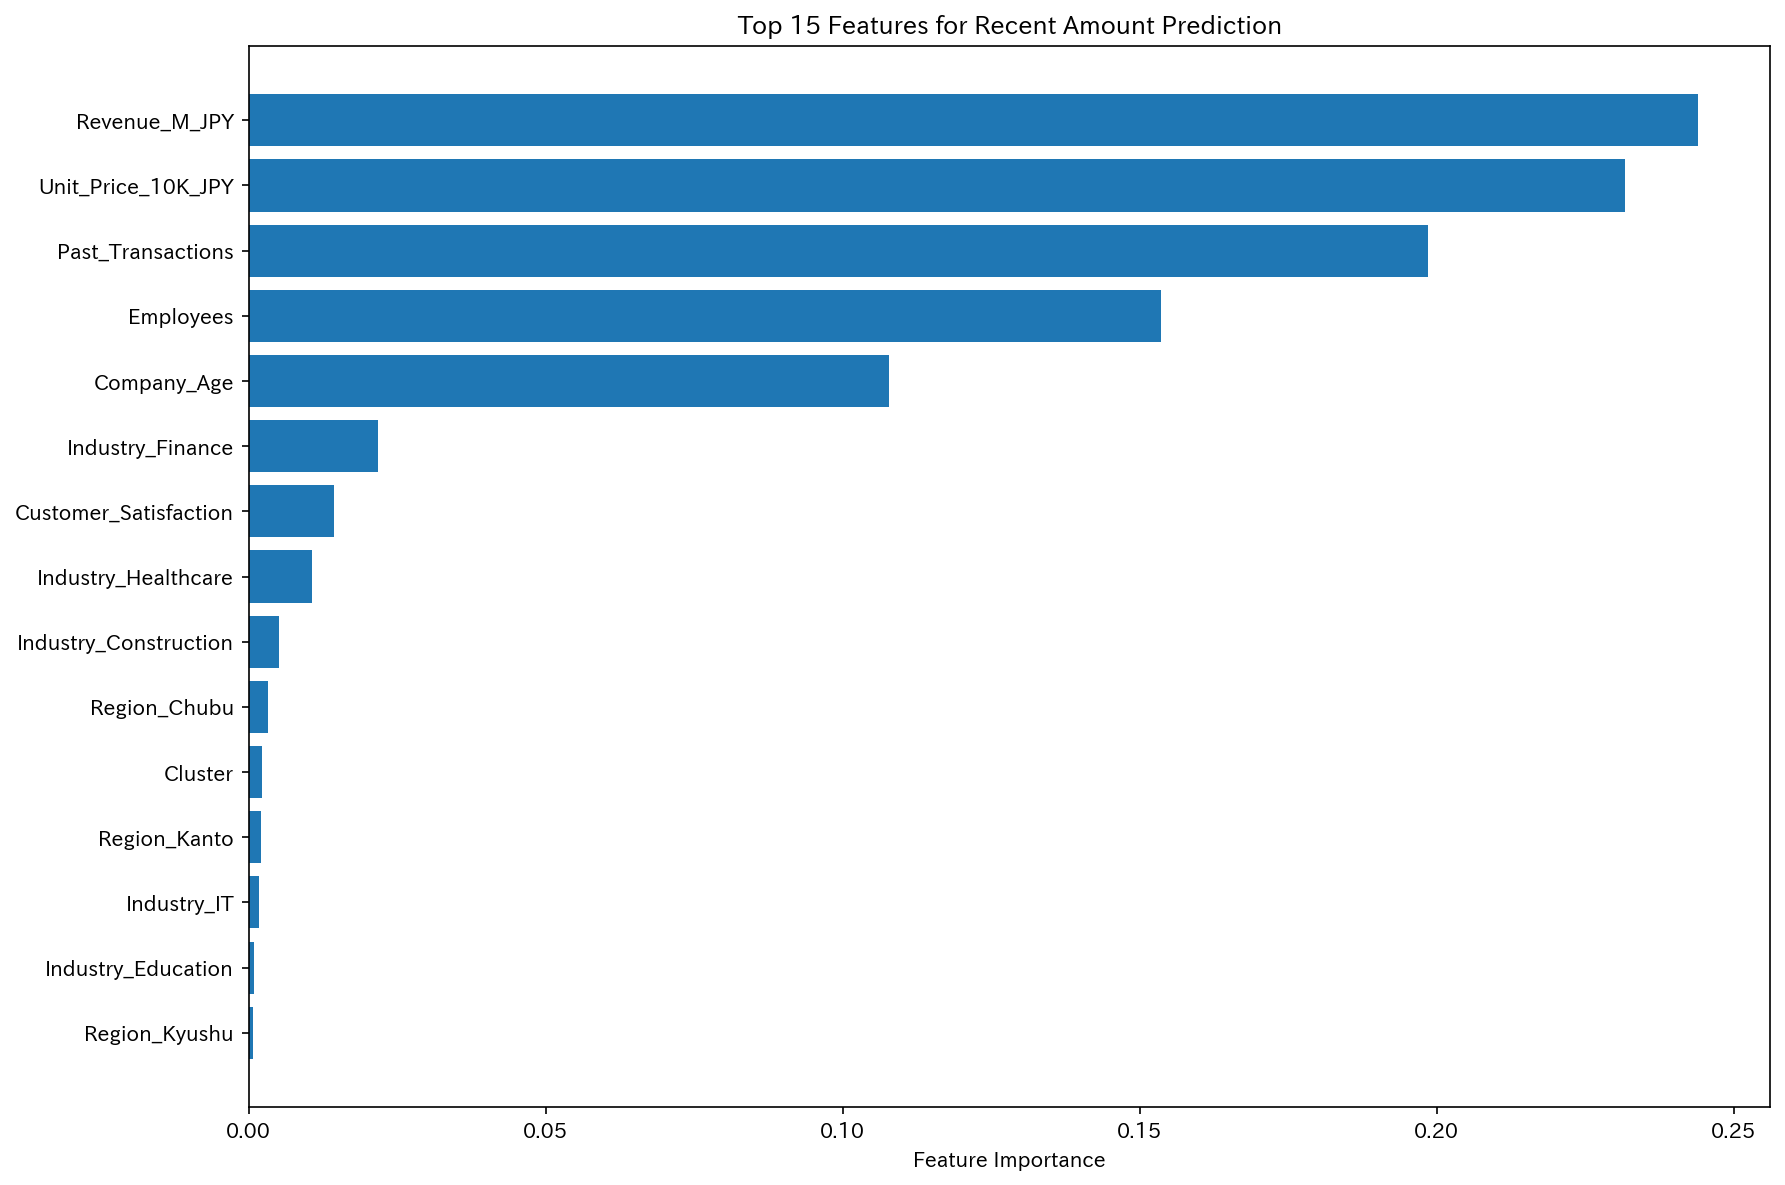 Top 15 Features for Recent Amount Prediction
Revenue_M_JPY
Unit_Price_10K_JPY
Past_Transactions
Employees
Company_Age
Industry_Finance
Customer_Satisfaction
Industry_Healthcare
Industry_Construction
Region_Chubu
Cluster
Region_Kanto
Industry_IT
Industry_Education
Region_Kyushu
0.00 0.05 0.10 0.15 0.20 0.25
Feature Importance